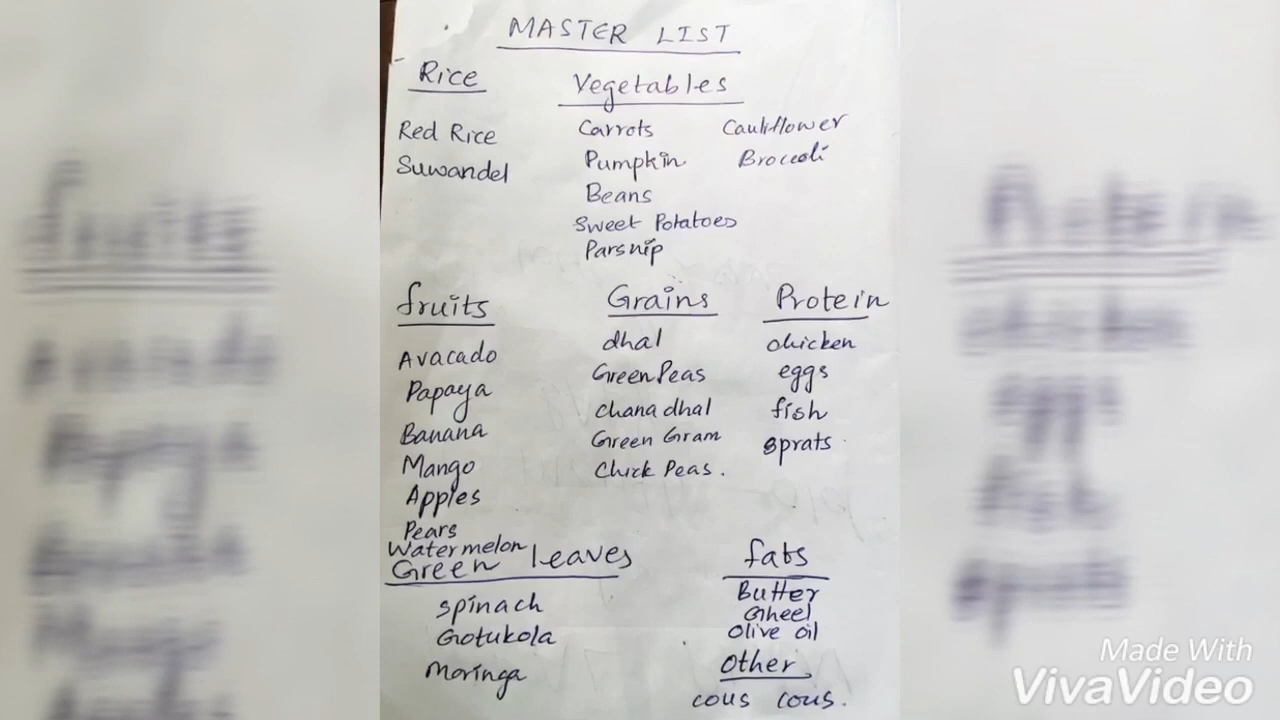 MASTER LIST
Rice
Red Rice
Suwandel
Vegetables
Carrots
Pumpkin
Beans
Sweet Potatoes
Parsnip
Cauliflower
Broccoli
fruits
Avacado
Papaya
Banana
Mango
Apples
Pears
Watermelon
Grains
dhal
Green Peas
chana dhal
Green Gram
Chick Peas.
Protein
chicken
eggs
fish
sprats
Green leaves
spinach
Gotukola
Moringa
fats
Butter
Gheel
Olive oil
Other
cous cous.
Made With
VivaVideo